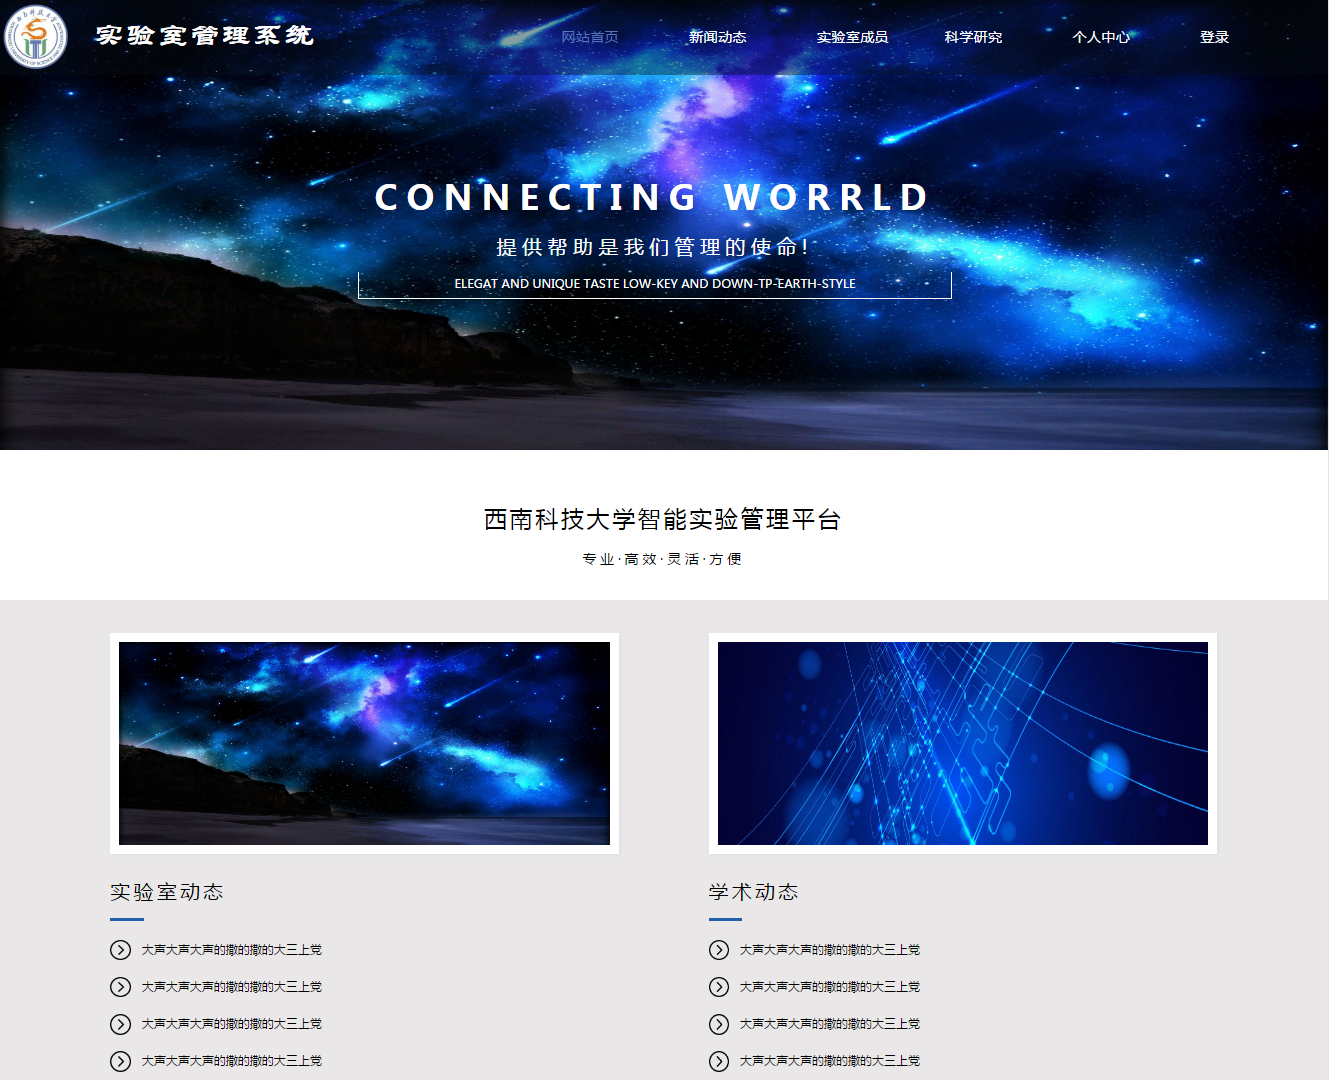 实验室管理系统
网站首页 新闻动态 实验室成员 科学研究 个人中心 登录
CONNECTING WORRLD
提供帮助是我们管理的使命!
ELEGAT AND UNIQUE TASTE LOW-KEY AND DOWN-TP-EARTH-STYLE
西南科技大学智能实验管理平台
专业·高效·灵活·方便
实验室动态
大声大声大声的撒的撒的大三上党
大声大声大声的撒的撒的大三上党
大声大声大声的撒的撒的大三上党
大声大声大声的撒的撒的大三上党
学术动态
大声大声大声的撒的撒的大三上党
大声大声大声的撒的撒的大三上党
大声大声大声的撒的撒的大三上党
大声大声大声的撒的撒的大三上党